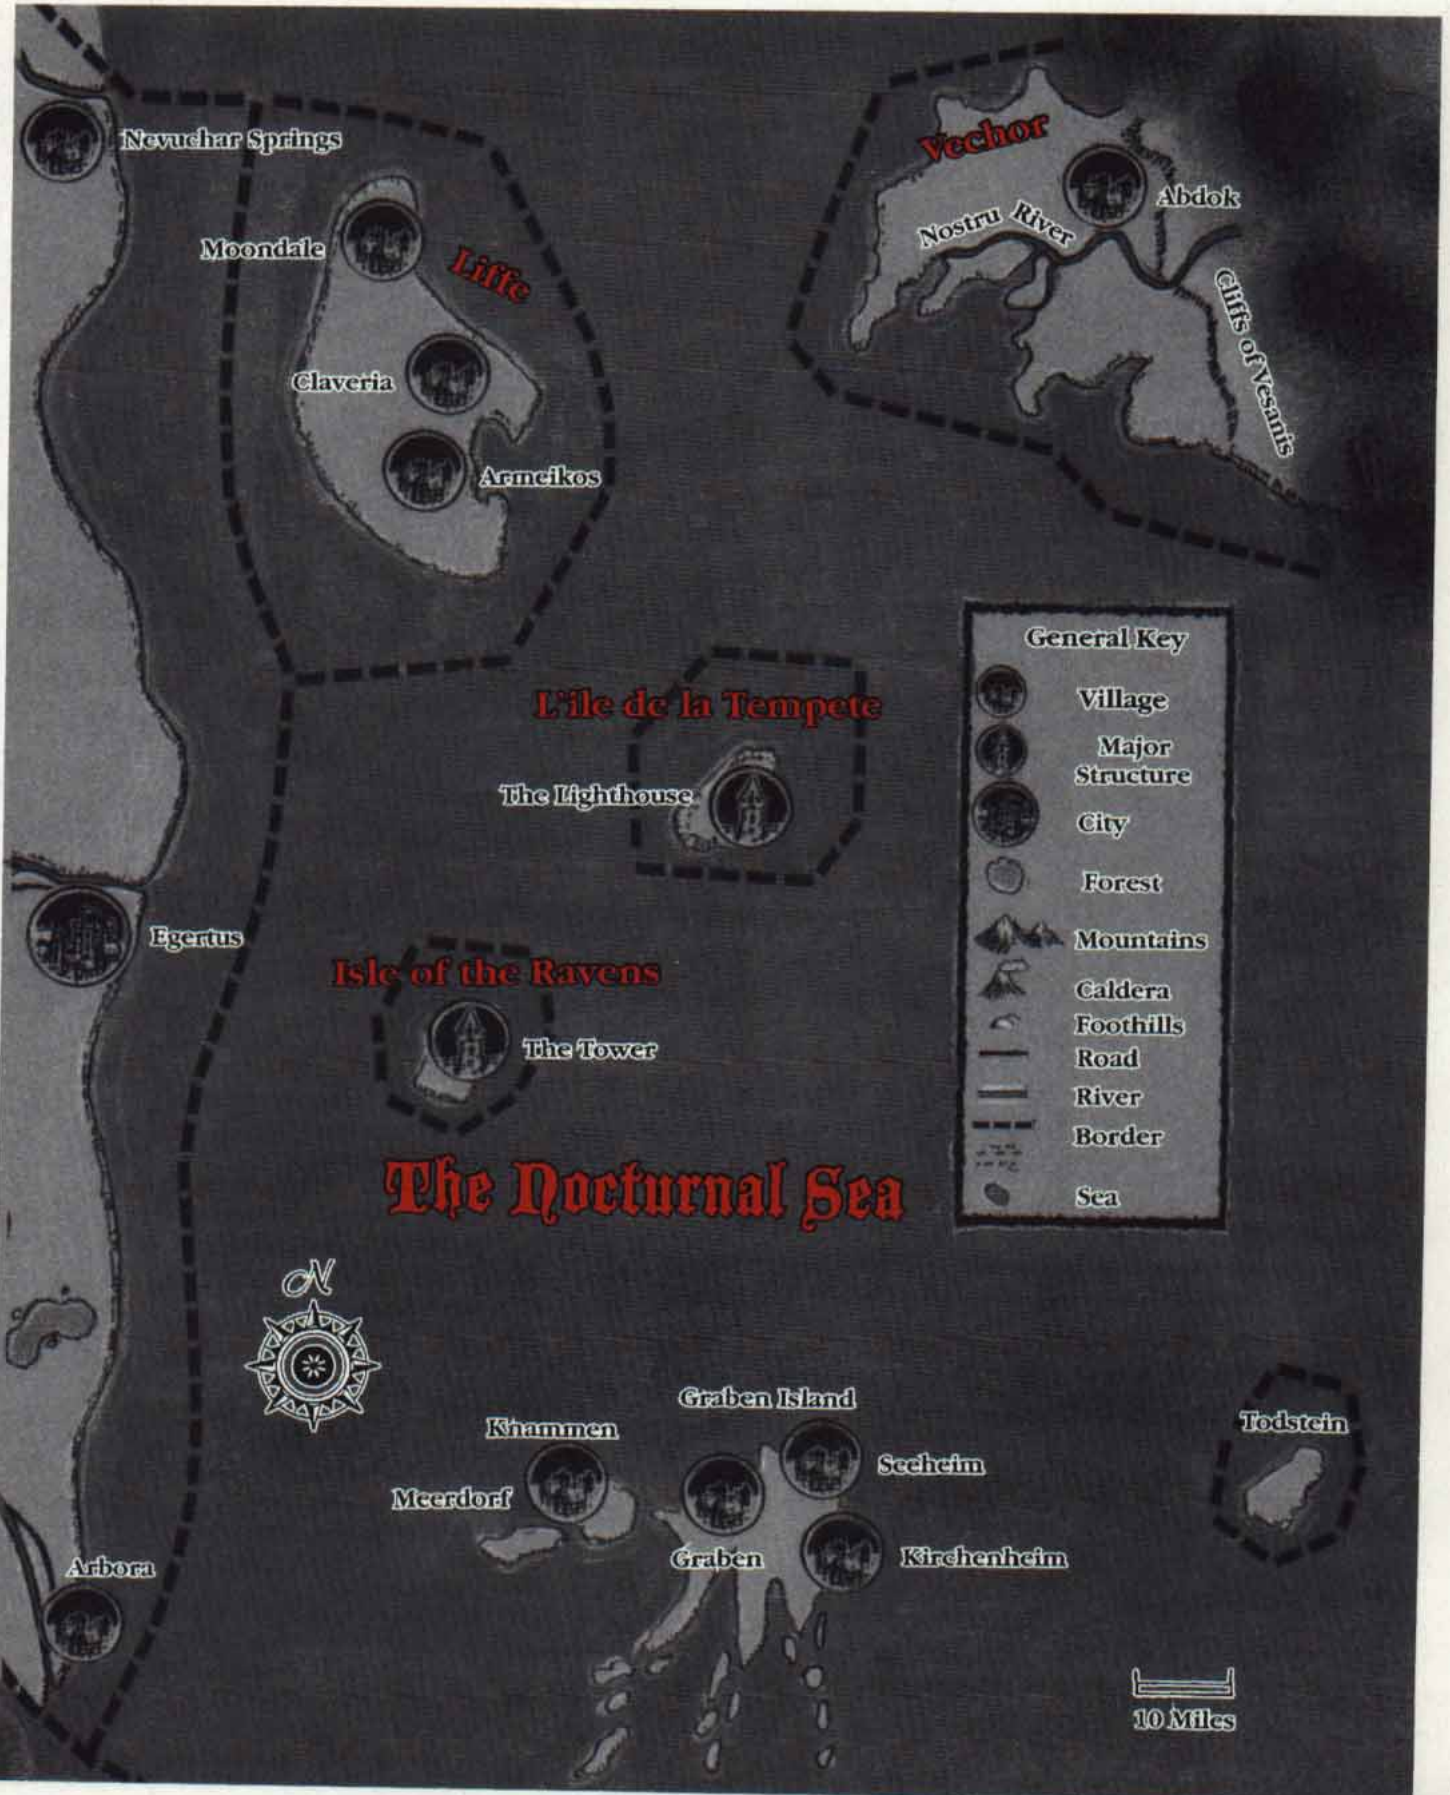 Nevuchar Springs
Vechor
Abdok
Nostru River
Moondale
Liffe
Cliffs of Vesanis
Claveria
Armeikos
General Key
Village
Major
Structure
City
Forest
Mountains
Caldera
Foothills
Road
River
Border
Sea
L'ile de la Tempete
The Lighthouse
Egertus
Isle of the Ravens
The Tower
The Nocturnal Sea
N
Graben Island
Knammen
Seeheim
Meerdorf
Todstein
Graben
Kirchenheim
Arbora
10 Miles